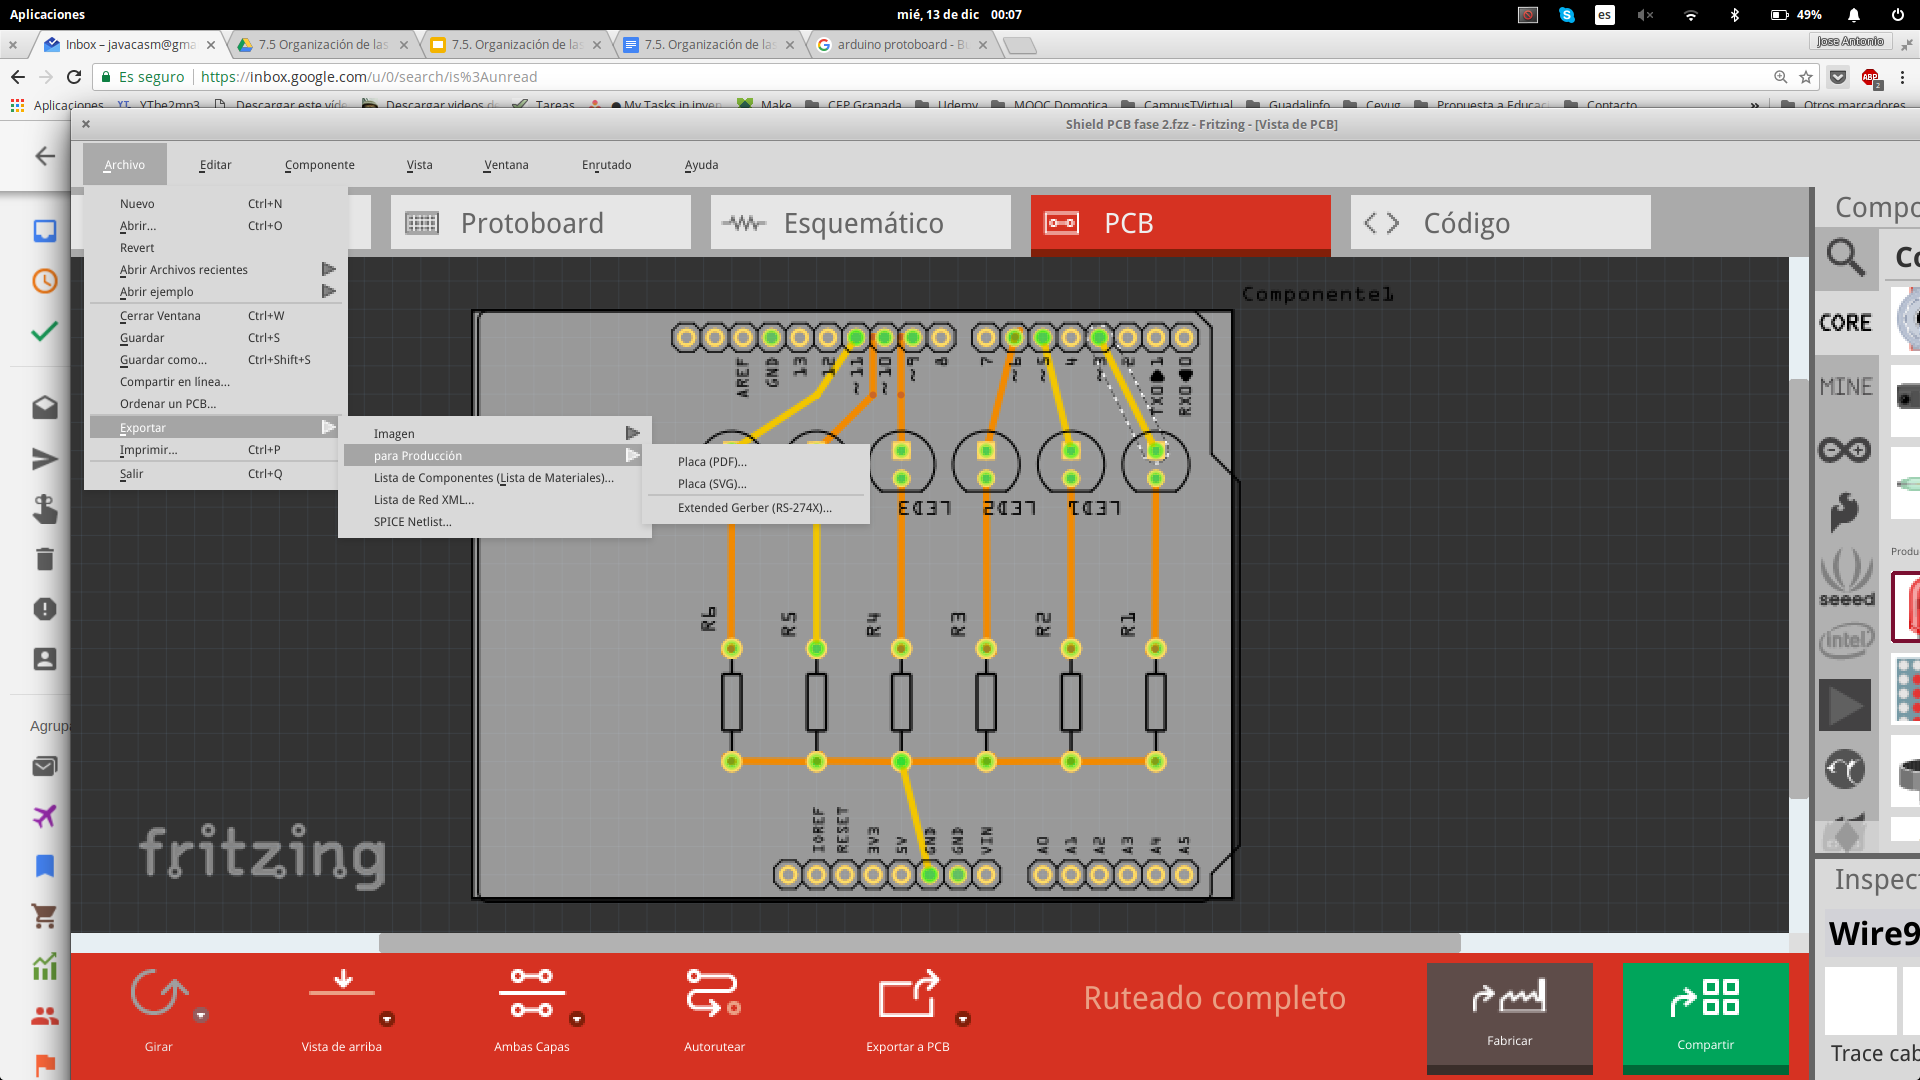 Aplicaciones
mié, 13 de dic 00:07
es
49%
Inbox – javacasm@gma
7.5 Organización de las
7.5. Organización de las
7.5. Organización de las
arduino protoboard - Bu
Jose Antonio
Es seguro
https://inbox.google.com/u/0/search/is%3Aunread
ABP
2
Aplicaciones
YTbe2mp3
Descargar este víde
Descargar videos de
Tareas
My Tasks in inven
Make
CEP Granada
Udemy
MOOC Domotica
CampusTVirtual
Guadalinfo
Cevug
Propuesta a Educac
Contacto
»
Otros marcadores
Shield PCB fase 2.fzz - Fritzing - [Vista de PCB]
Archivo
Editar
Componente
Vista
Ventana
Enrutado
Ayuda
Protoboard
Esquemático
PCB
Código
Nuevo Ctrl+N
Abrir... Ctrl+O
Revert
Abrir Archivos recientes
Abrir ejemplo
Cerrar Ventana Ctrl+W
Guardar Ctrl+S
Guardar como... Ctrl+Shift+S
Compartir en línea...
Ordenar un PCB...
Exportar
Imprimir... Ctrl+P
Salir Ctrl+Q
Imagen
para Producción
Lista de Componentes (Lista de Materiales)...
Lista de Red XML...
SPICE Netlist...
Placa (PDF)...
Placa (SVG)...
Extended Gerber (RS-274X)...
Componente1
AREF
GND
13
12
~11
~10
~9
8
7
~6
~5
4
~3
2
TX0 1
RX0 0
LED3
LED2
LED1
R6
R5
R4
R3
R2
R1
IOREF
RESET
3V3
5V
GND
GND
VIN
A0
A1
A2
A3
A4
A5
fritzing
Agrupa
Compo
Co
CORE
MINE
seeed
intel
Produ
Inspect
Wire9
Trace cab
Girar
Vista de arriba
Ambas Capas
Autorutear
Exportar a PCB
Ruteado completo
Fabricar
Compartir